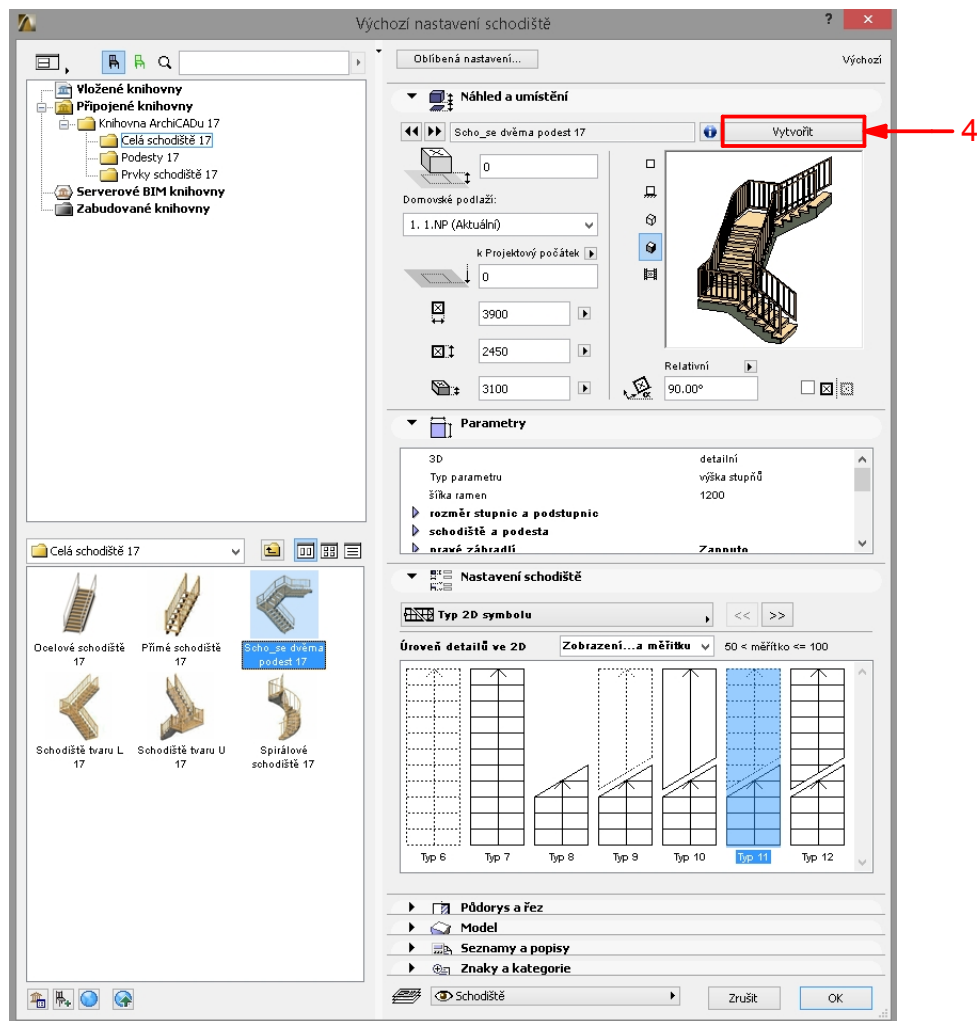 Výchozí nastavení schodiště
?
Vložené knihovny
Připojené knihovny
Knihovna ArchiCADu 17
Celá schodiště 17
Podesty 17
Prvky schodiště 17
Serverové BIM knihovny
Zabudované knihovny
Celá schodiště 17
Ocelové schodiště 17
Přímé schodiště 17
Scho_se dvěma podest 17
Schodiště tvaru L 17
Schodiště tvaru U 17
Spirálové schodiště 17
Oblíbená nastavení...
Výchozí
Náhled a umístění
Scho_se dvěma podest 17
Vytvořit
4
0
Domovské podlaží:
1. 1.NP (Aktuální)
k Projektový počátek
0
3900
2450
3100
Relativní
90.00°
Parametry
3D detailní
Typ parametru výška stupňů
šířka ramen 1200
rozměr stupnic a podstupnic
schodiště a podesta
pravé zábradlí Zapnuto
Nastavení schodiště
Typ 2D symbolu
<< >>
Úroveň detailů ve 2D Zobrazení...a měřítku 50 < měřítko <= 100
Typ 6 Typ 7 Typ 8 Typ 9 Typ 10 Typ 11 Typ 12
Půdorys a řez
Model
Seznamy a popisy
Znaky a kategorie
Schodiště
Zrušit OK